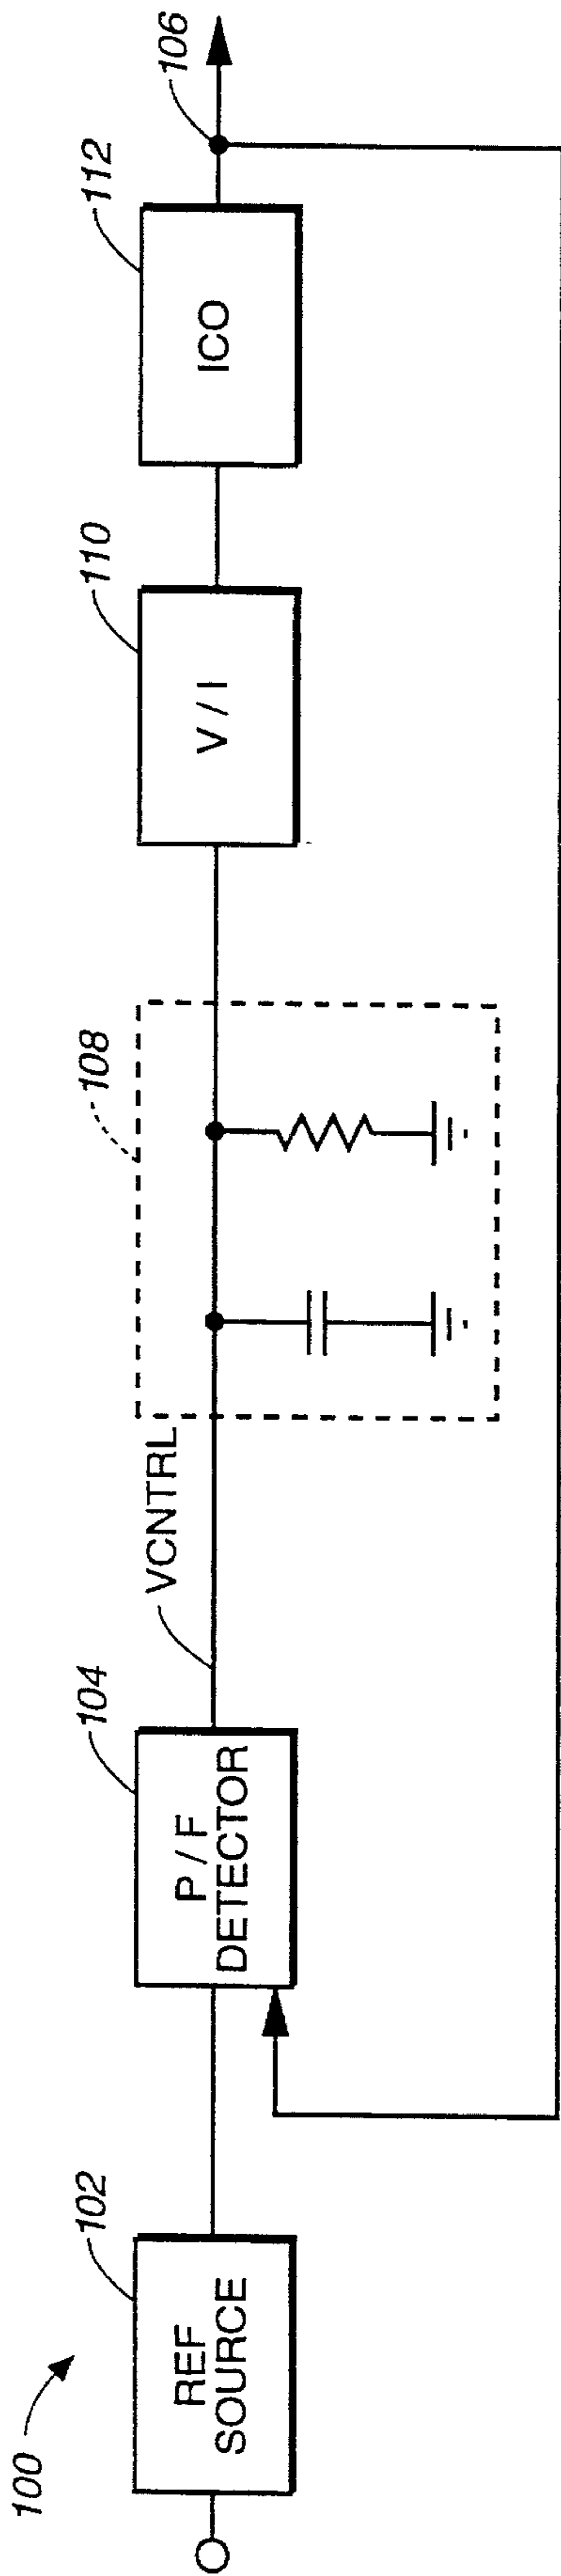 100
102
REF
SOURCE
104
P / F
DETECTOR
VCNTRL
108
110
V / I
112
ICO
106